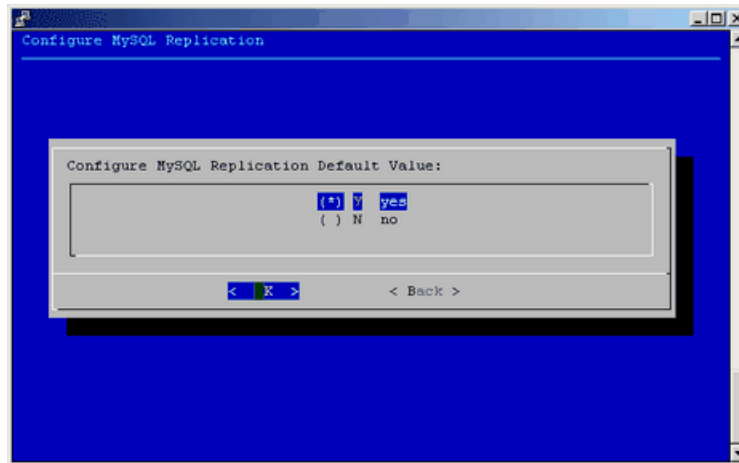 Configure MySQL Replication
Configure MySQL Replication Default Value:
(*) Y yes
( ) N no
< K > < Back >